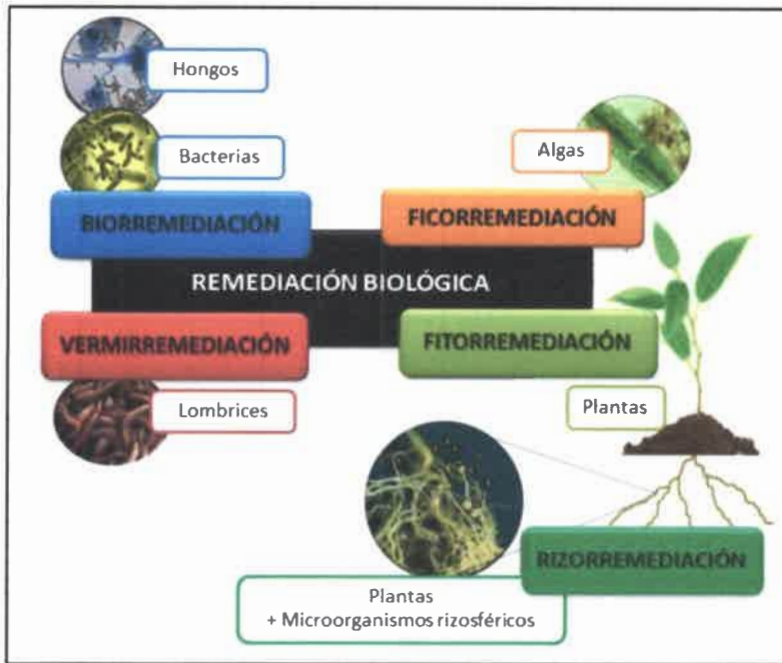 Hongos
Bacterias
Algas
BIORREMEDIACIÓN
FICORREMEDIACIÓN
REMEDIACIÓN BIOLÓGICA
VERMIRREMEDIACIÓN
FITORREMEDIACIÓN
Lombrices
Plantas
RIZORREMEDIACIÓN
Plantas
+ Microorganismos rizosféricos